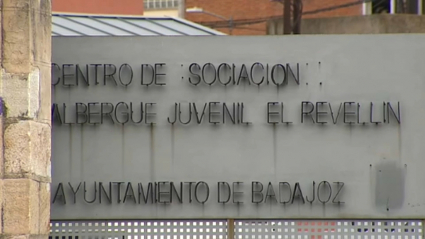 CENTRO DE SOCIACION
ALBERGUE JUVENIL EL REVELLIN
AYUNTAMIENTO DE BADAJOZ